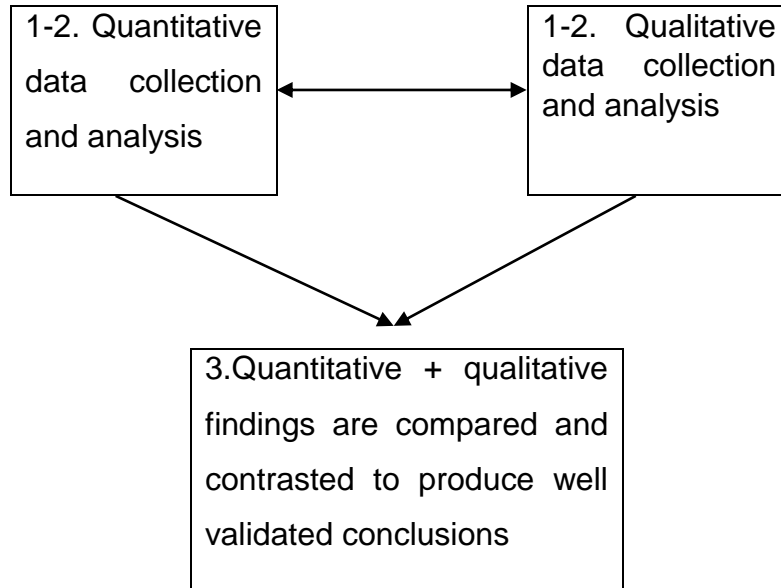 1-2. Quantitative
data collection
and analysis
1-2. Qualitative
data collection
and analysis
3.Quantitative + qualitative
findings are compared and
contrasted to produce well
validated conclusions